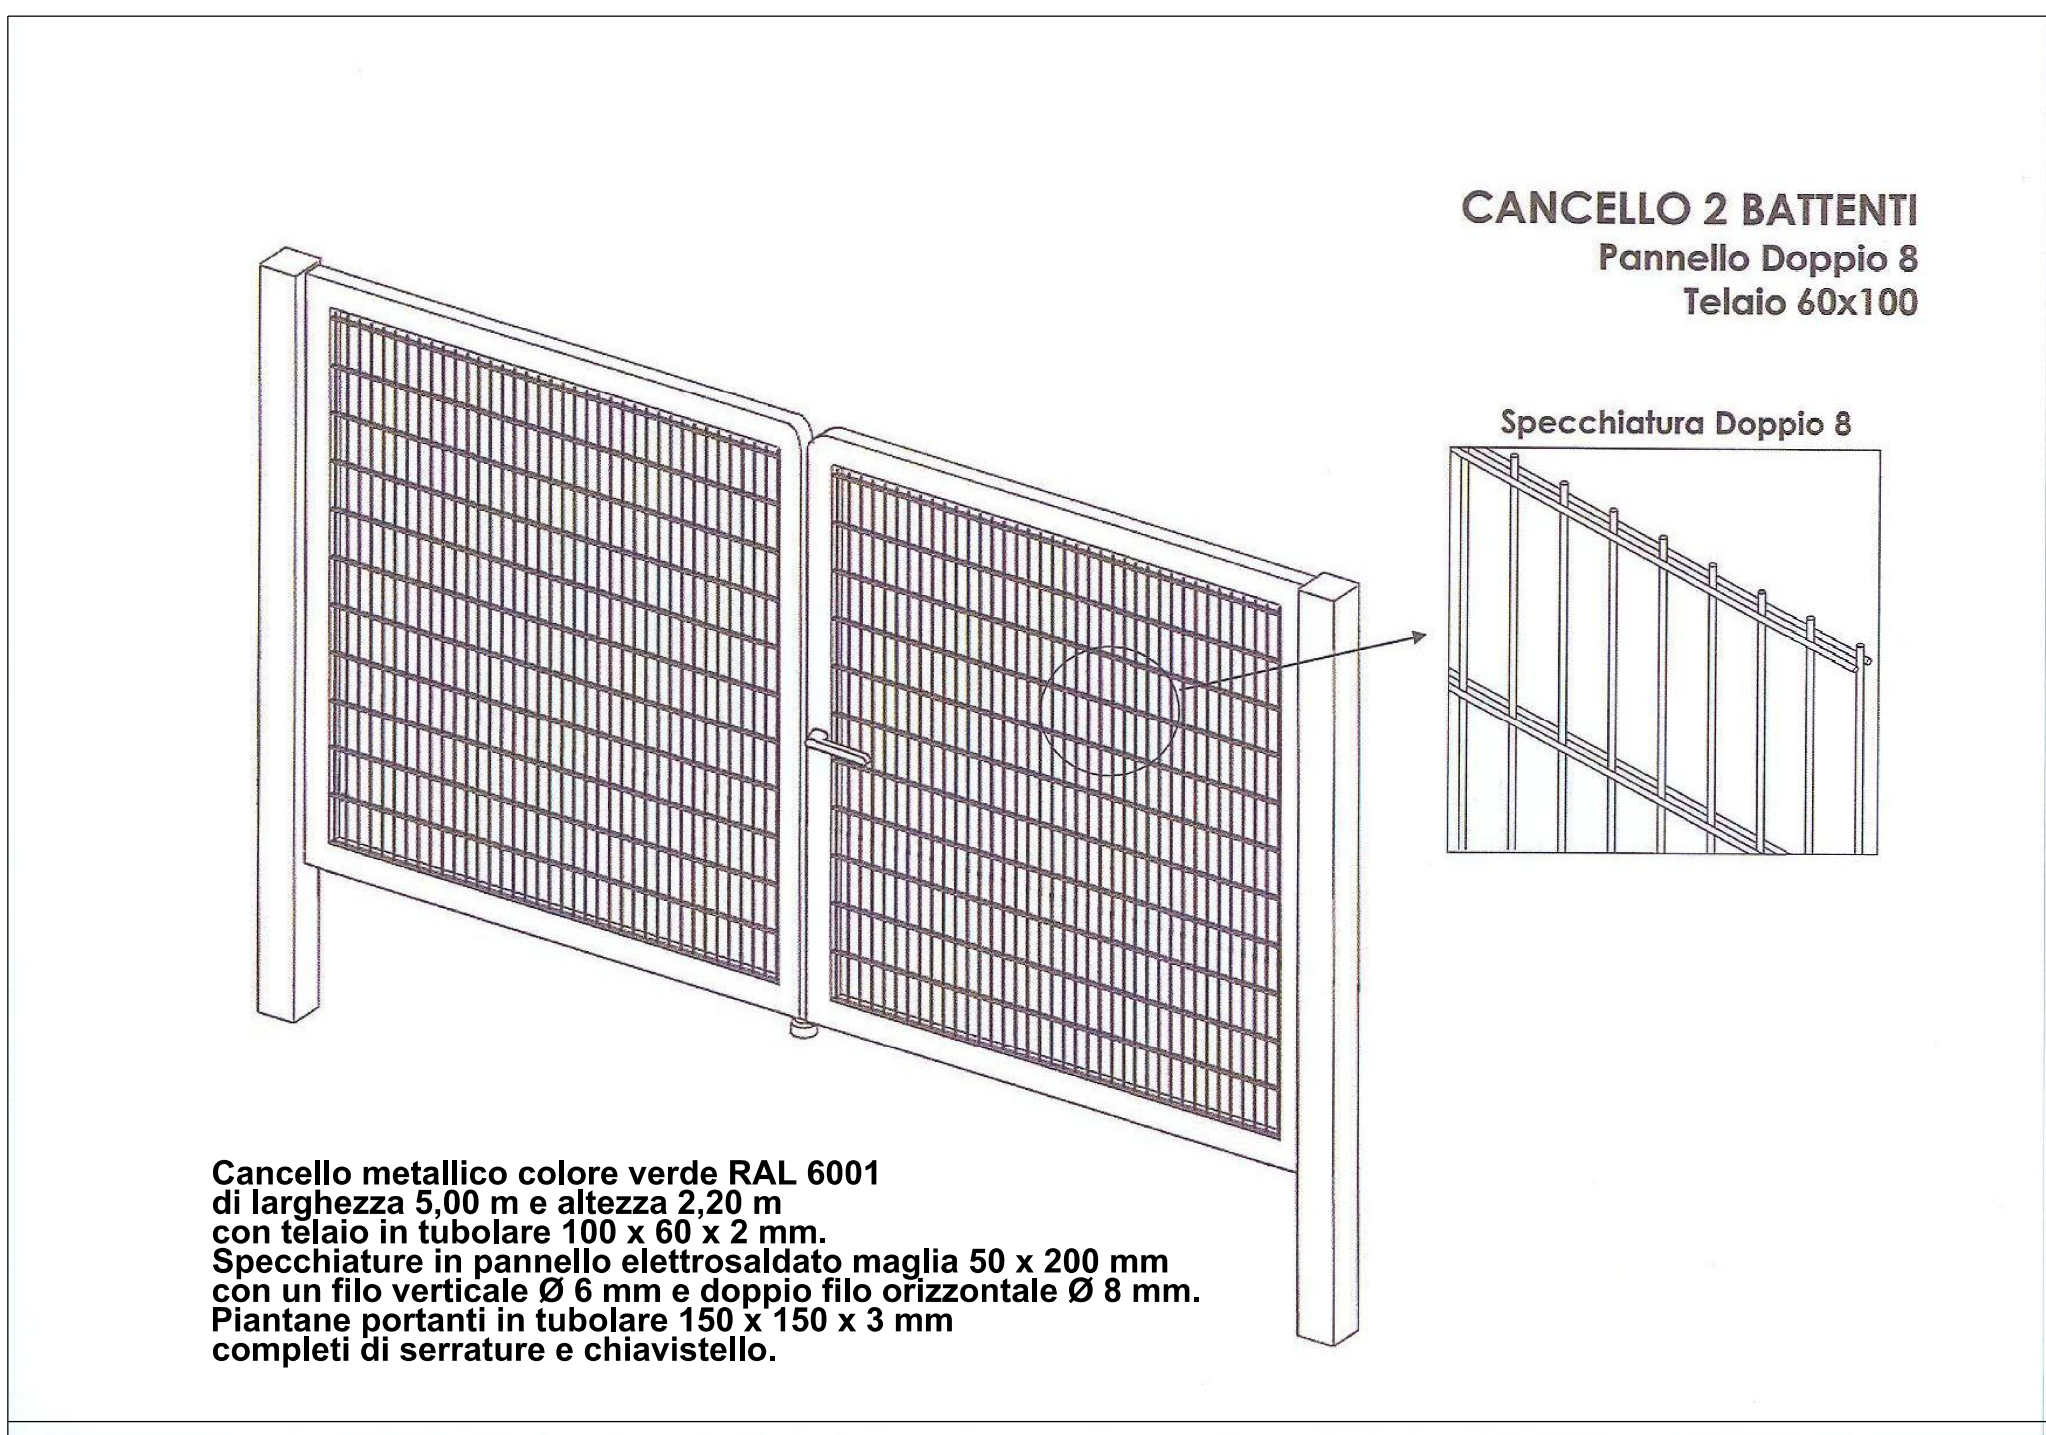 CANCELLO 2 BATTENTI
Pannello Doppio 8
Telaio 60x100
Specchiatura Doppio 8
Cancello metallico colore verde RAL 6001
di larghezza 5,00 m e altezza 2,20 m
con telaio in tubolare 100 x 60 x 2 mm.
Specchiature in pannello elettrosaldato maglia 50 x 200 mm
con un filo verticale Ø 6 mm e doppio filo orizzontale Ø 8 mm.
Piantane portanti in tubolare 150 x 150 x 3 mm
completi di serrature e chiavistello.